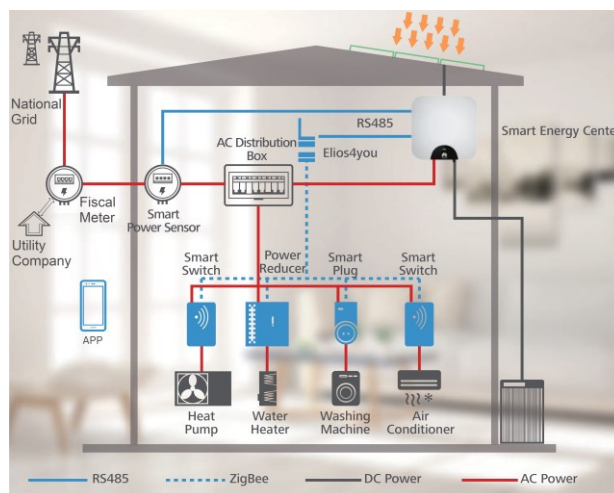 National
Grid
RS485
Smart Energy Cente
AC Distribution
Box
Elios4you
Fiscal
Meter
Smart
Power Sensor
Utility
Company
Smart
Switch
Power
Reducer
Smart
Plug
Smart
Switch
APP
Heat
Pump
Water
Heater
Washing
Machine
Air
Conditioner
RS485
ZigBee
DC Power
AC Power